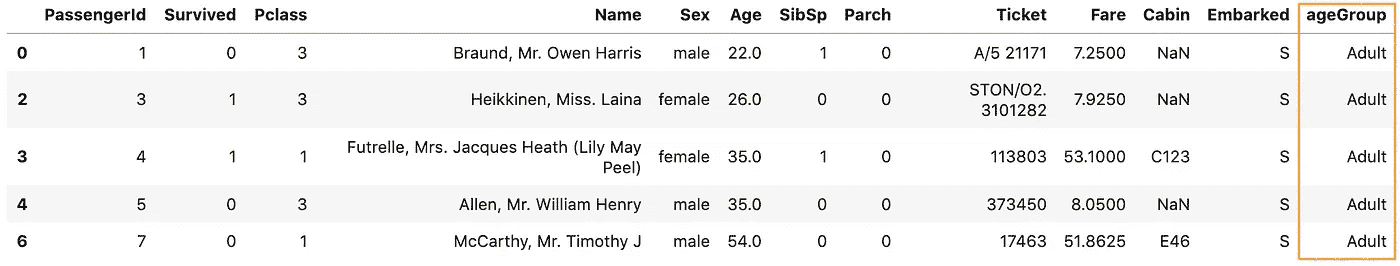 PassengerId Survived Pclass Name Sex Age SibSp Parch Ticket Fare Cabin Embarked ageGroup
0 1 0 3 Braund, Mr. Owen Harris male 22.0 1 0 A/5 21171 7.2500 NaN S Adult
2 3 1 3 Heikkinen, Miss. Laina female 26.0 0 0 STON/O2.
3101282 7.9250 NaN S Adult
3 4 1 1 Futrelle, Mrs. Jacques Heath (Lily May
Peel) female 35.0 1 0 113803 53.1000 C123 S Adult
4 5 0 3 Allen, Mr. William Henry male 35.0 0 0 373450 8.0500 NaN S Adult
6 7 0 1 McCarthy, Mr. Timothy J male 54.0 0 0 17463 51.8625 E46 S Adult